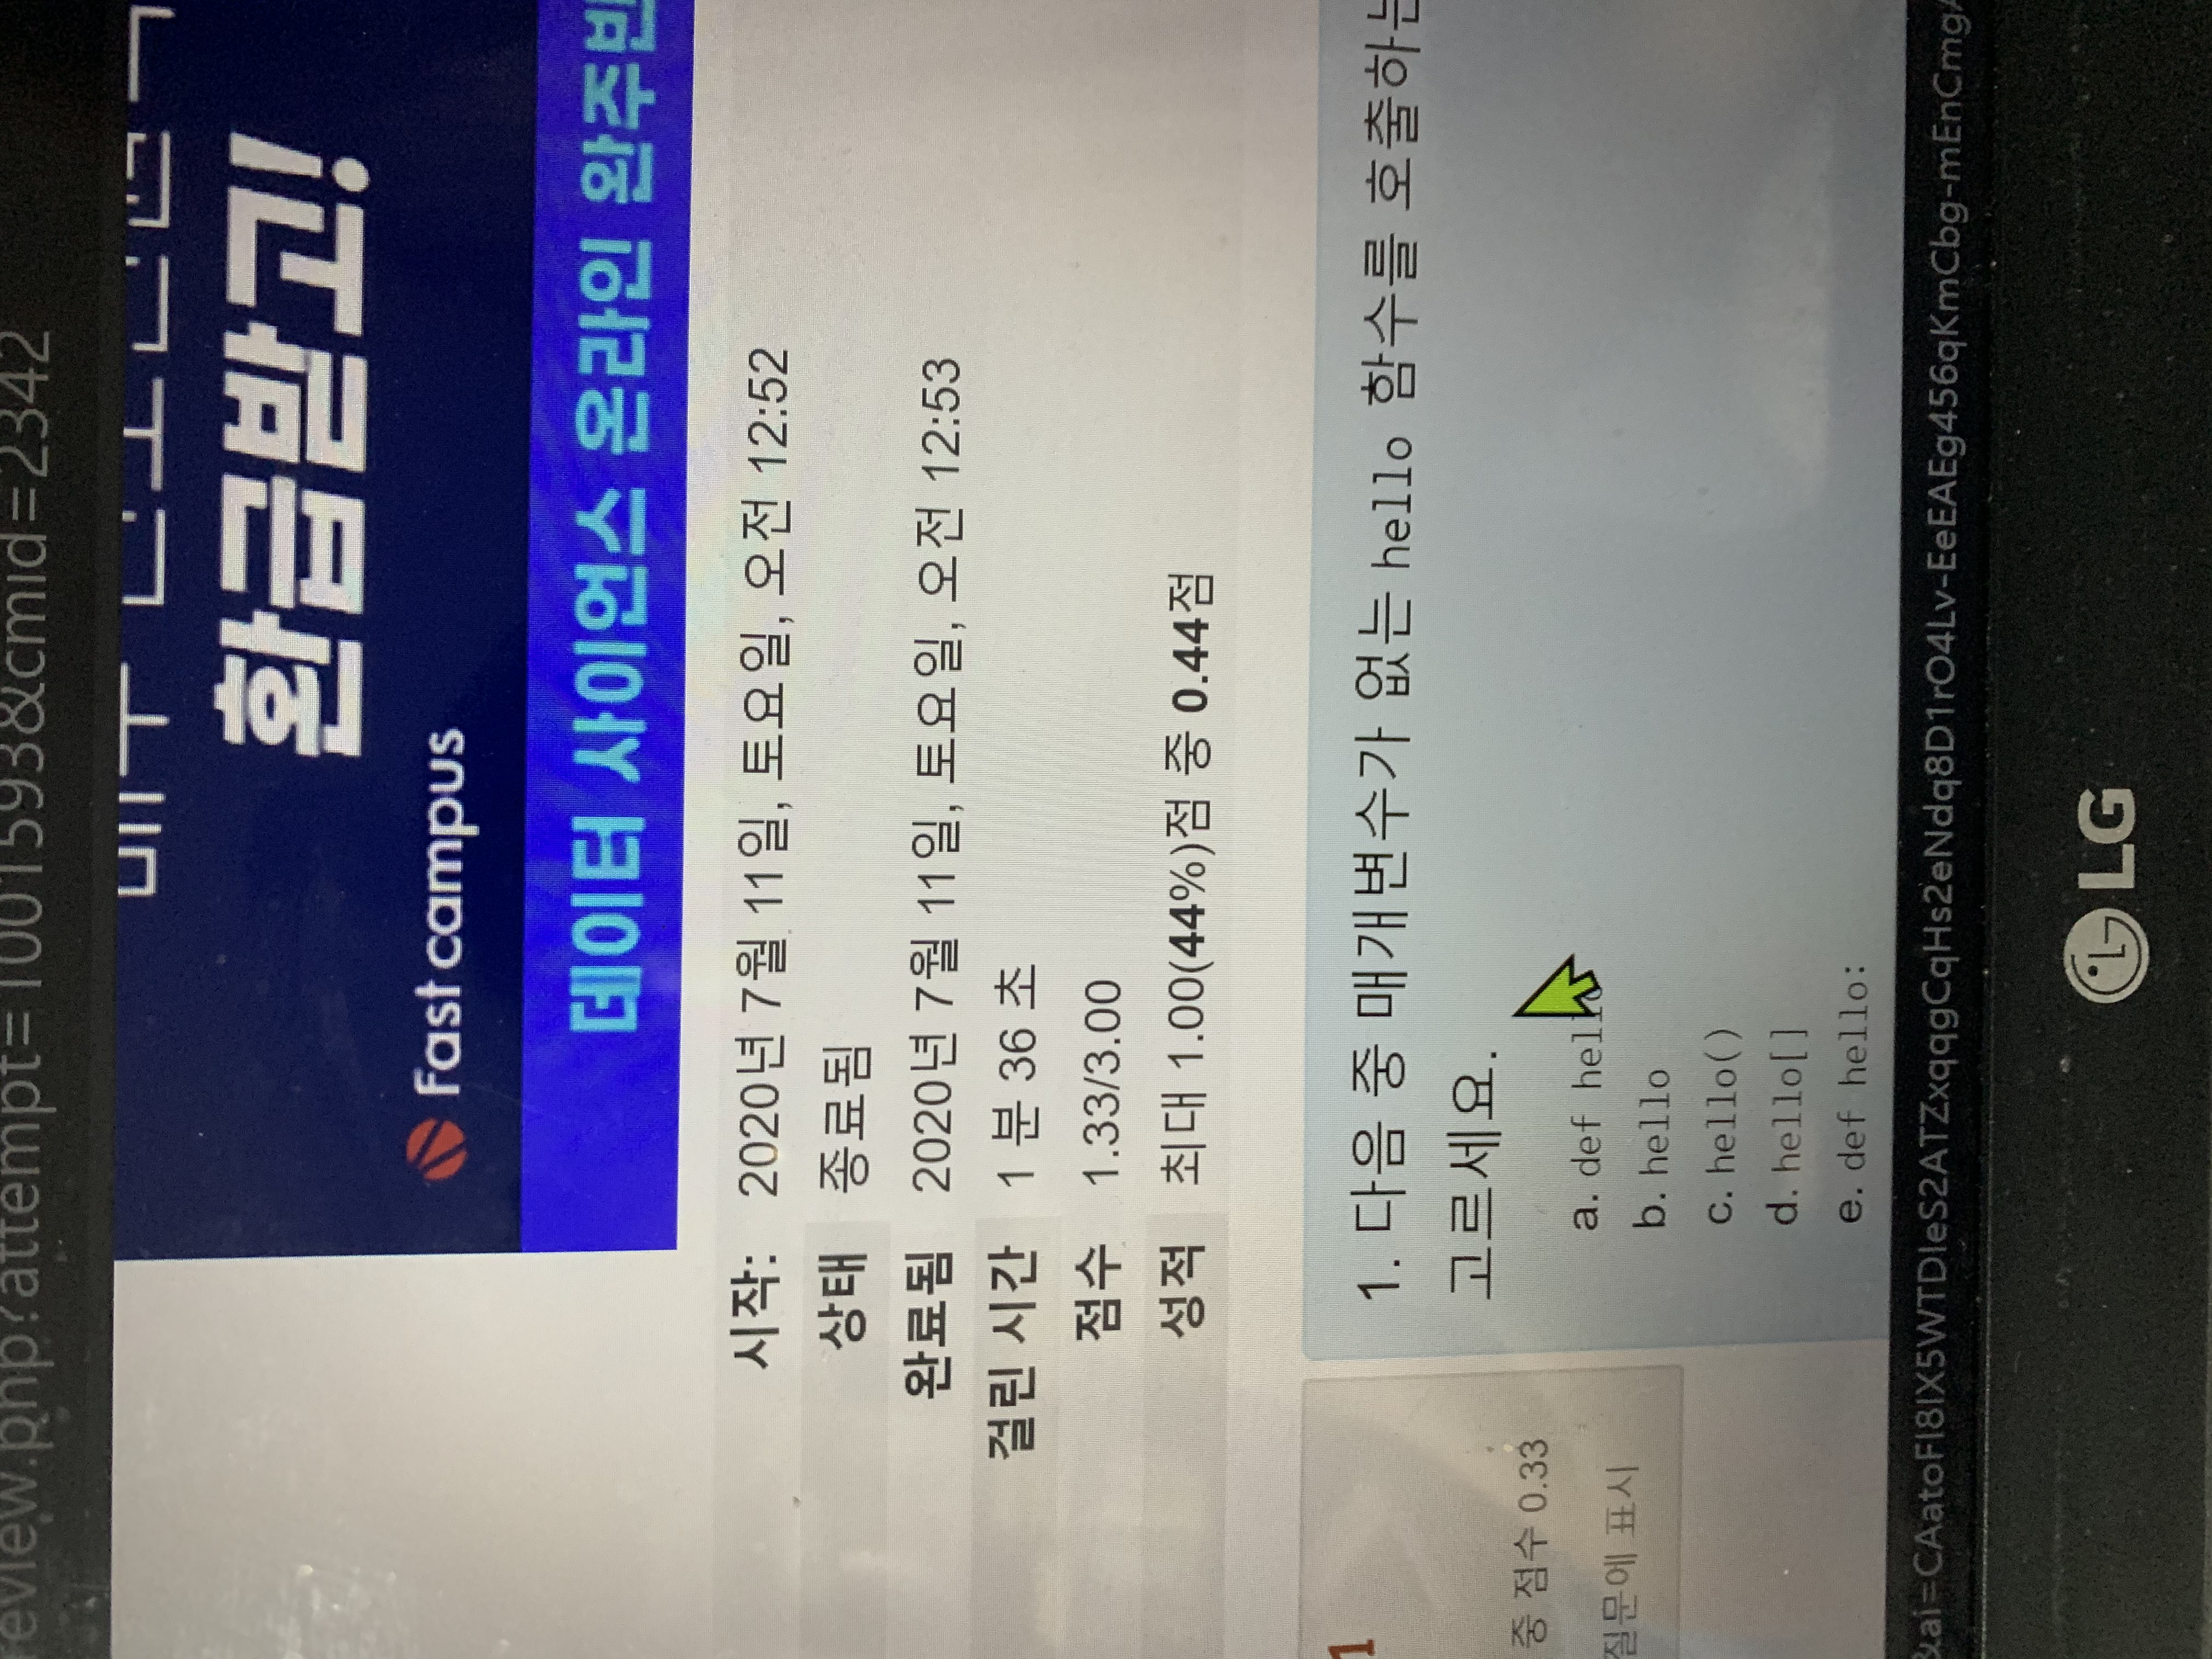 review.php?attempt=1001593&cmid=2342
환급받고!
fast campus
데이터 사이언스 온라인 완주반
시작: 2020년 7월 11일, 토요일, 오전 12:52
상태 종료됨
완료됨 2020년 7월 11일, 토요일, 오전 12:53
걸린 시간 1 분 36 초
점수 1.33/3.00
성적 최대 1.00(44%)점 중 0.44점
1
중 점수 0.33
질문에 표시
1. 다음 중 매개변수가 없는 hello 함수를 호출하는
고르세요.
a. def hello
b. hello
c. hello()
d. hello[]
e. def hello:
&ai=CAatoFI8IX5WTDIeS2ATZxqqgCqHs2eNdq8D1rO4Lv-EeEAEg456qKmCbg-mEnCmgA
LG